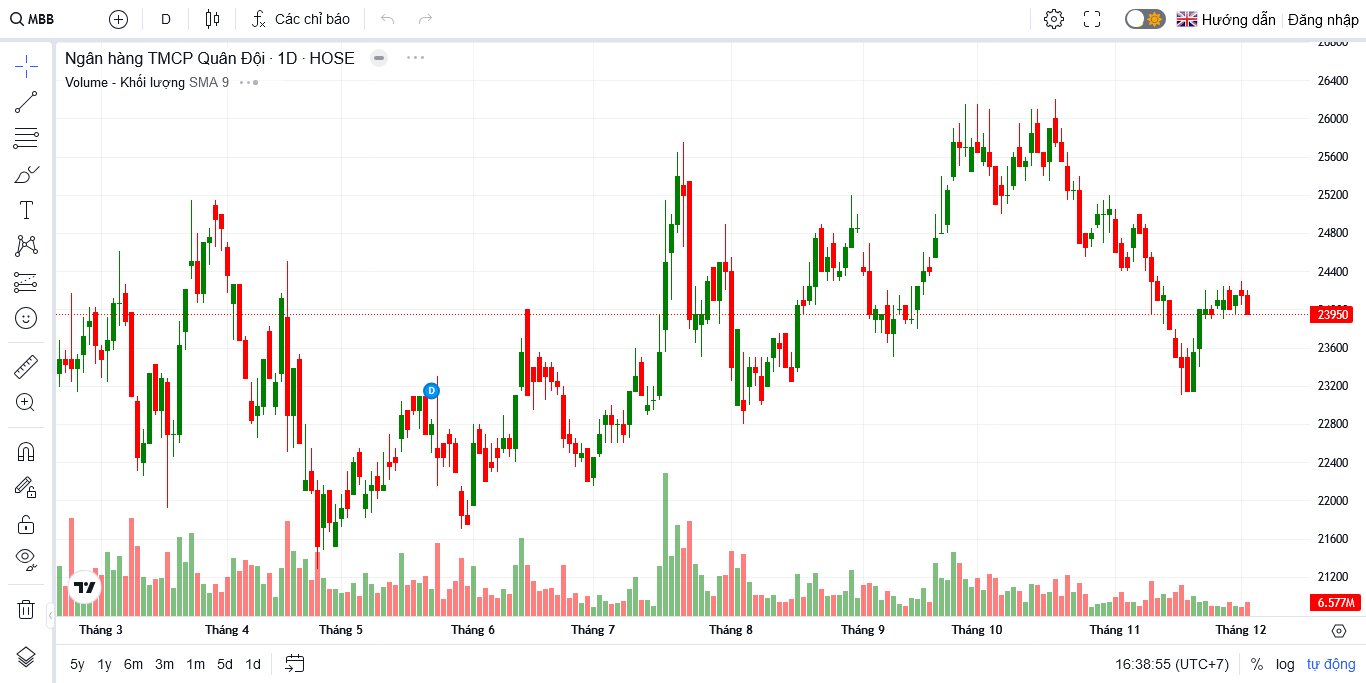 MBB D Các chỉ báo Hướng dẫn Đăng nhập
Ngân hàng TMCP Quân Đội · 1D · HOSE
Volume - Khối lượng SMA 9
26800
26400
26000
25600
25200
24800
24400
24000
23950
23600
23200
22800
22400
22000
21600
21200
6.577M
D
T
Tháng 3 Tháng 4 Tháng 5 Tháng 6 Tháng 7 Tháng 8 Tháng 9 Tháng 10 Tháng 11 Tháng 12
5y 1y 6m 3m 1m 5d 1d 16:38:55 (UTC+7) % log tự động